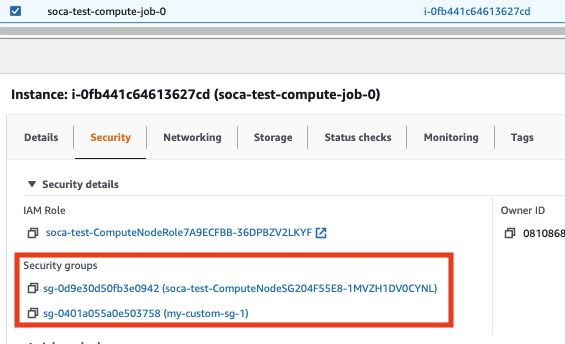 soca-test-compute-job-0 i-0fb441c64613627cd
Instance: i-0fb441c64613627cd (soca-test-compute-job-0)
Details Security Networking Storage Status checks Monitoring Tags
Security details
IAM Role Owner ID
soca-test-ComputeNodeRole7A9ECFBB-36DPBZV2LKYF 0810868
Security groups
sg-0d9e30d50fb3e0942 (soca-test-ComputeNodeSG204F55E8-1MVZH1DV0CYNL)
sg-0401a055a0e503758 (my-custom-sg-1)